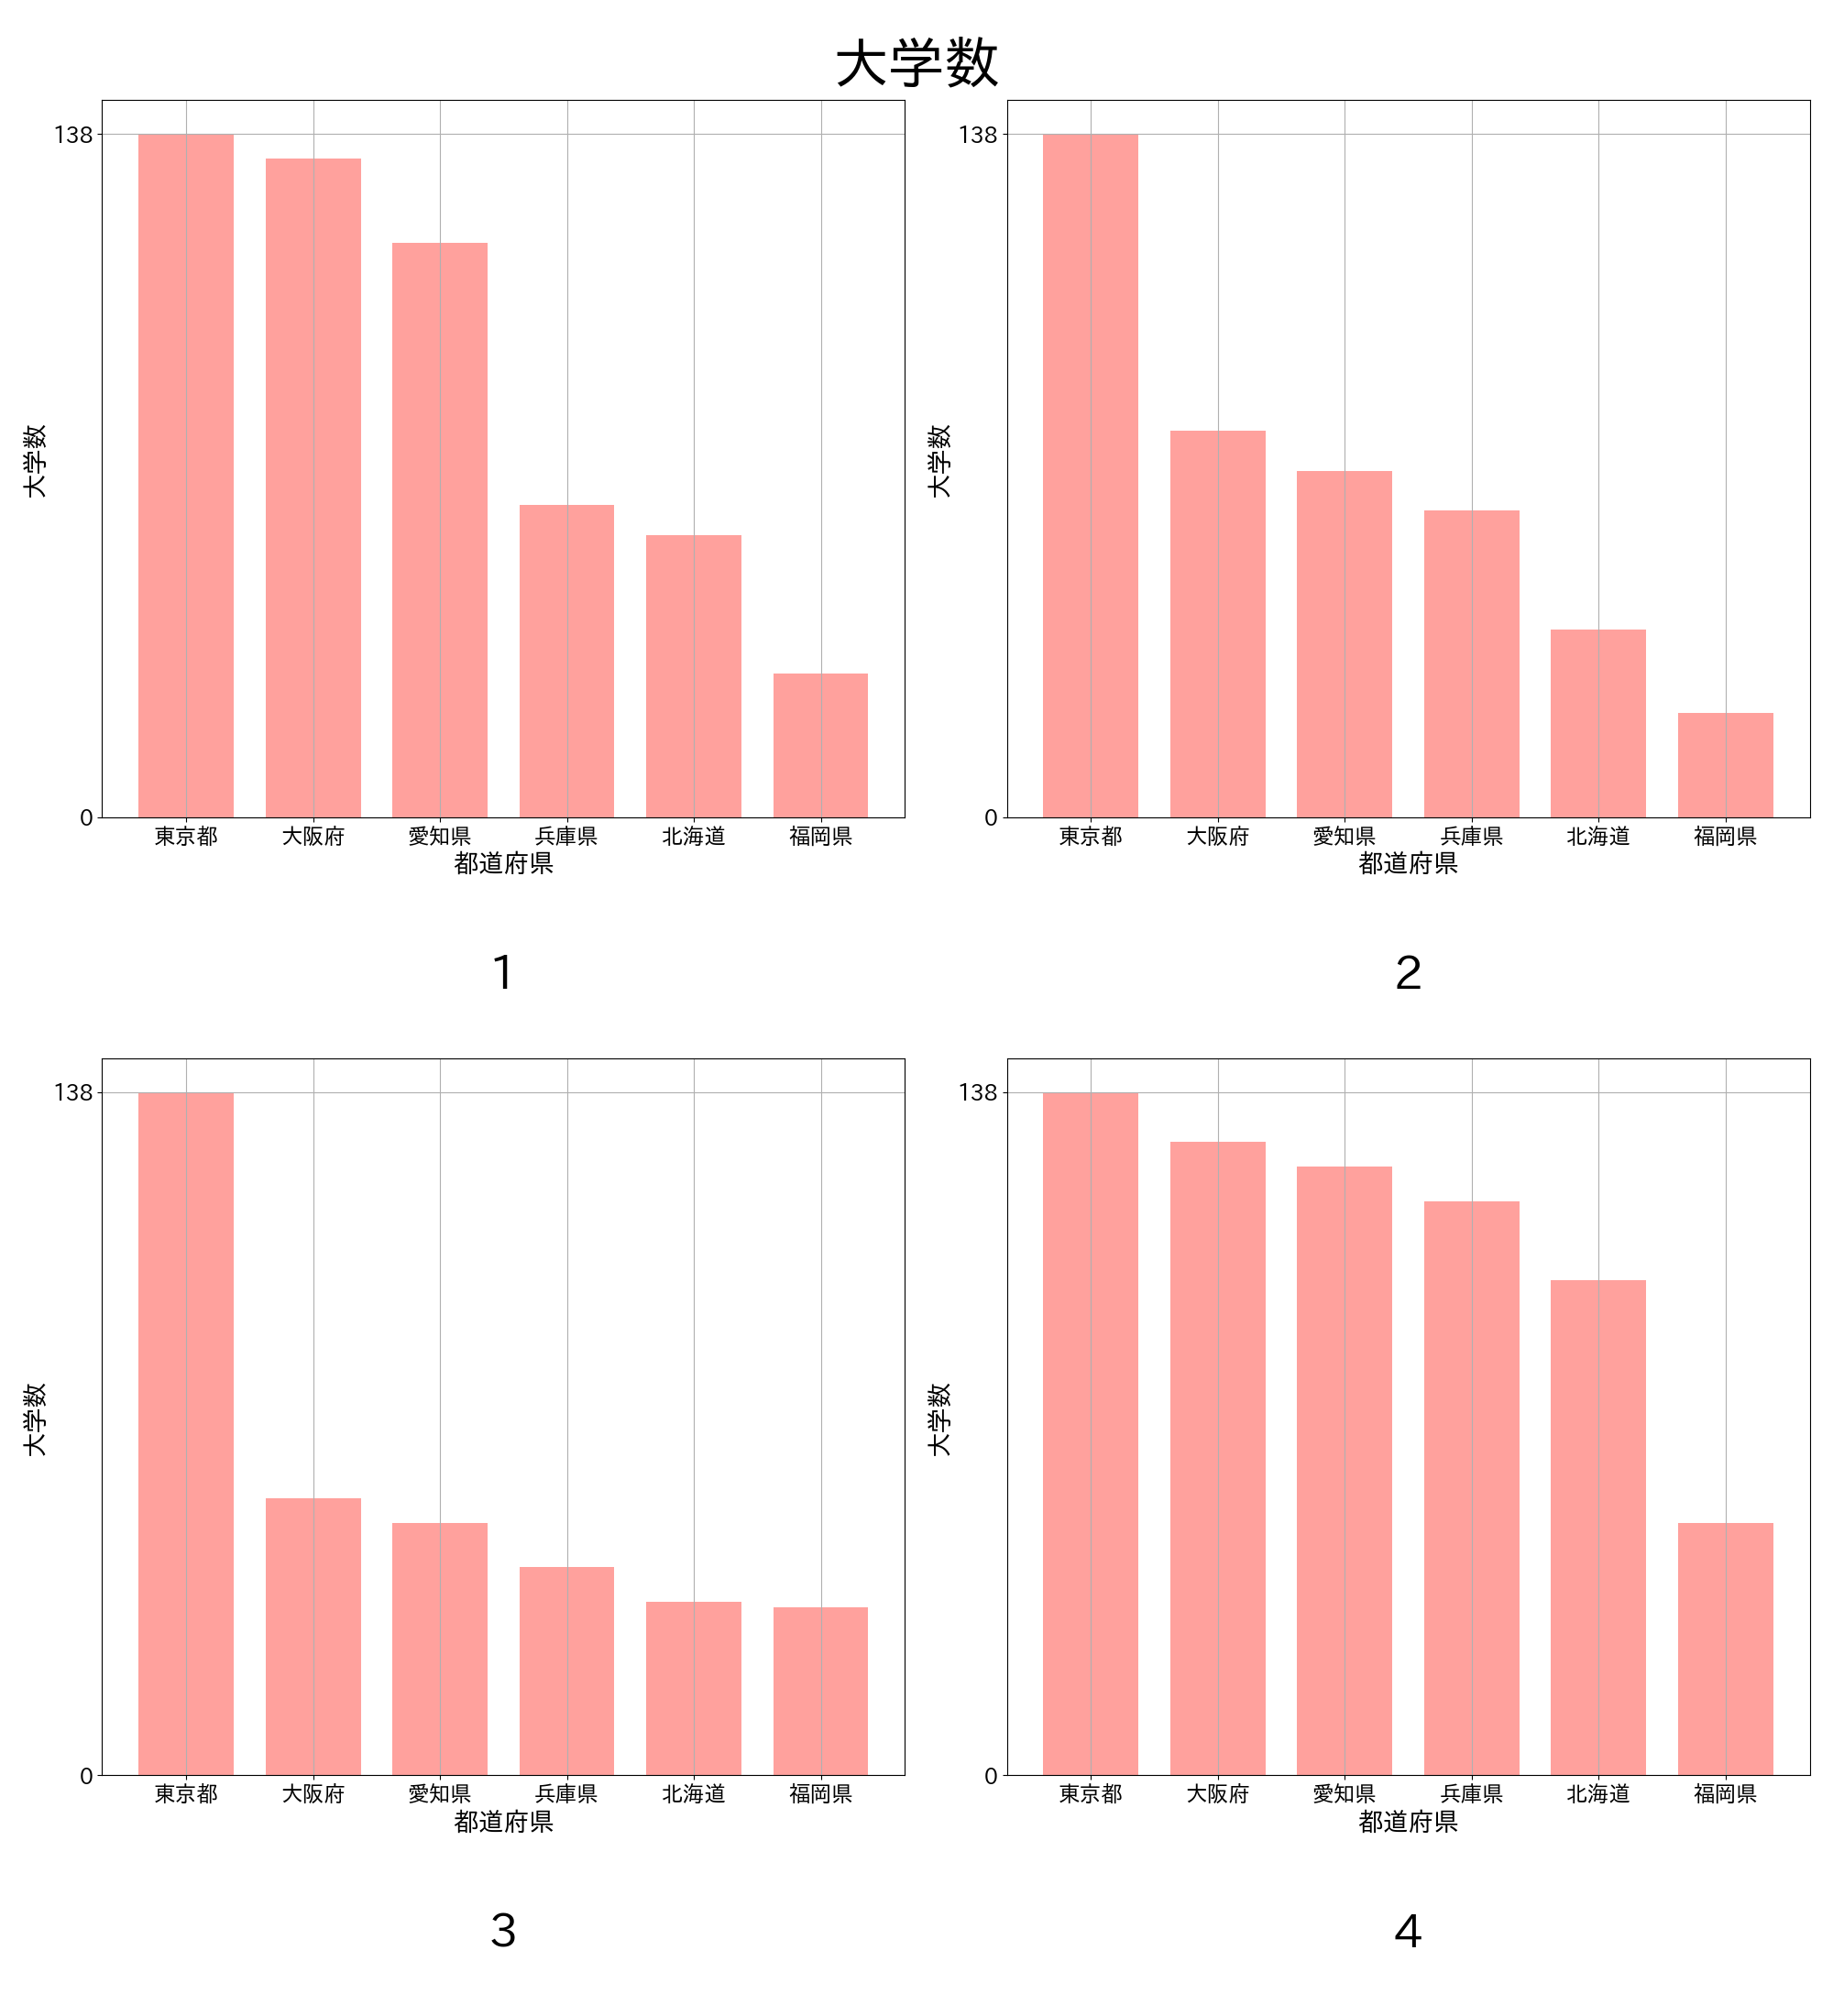 大学数
138
0
大学数
東京都 大阪府 愛知県 兵庫県 北海道 福岡県
都道府県
1
138
0
大学数
東京都 大阪府 愛知県 兵庫県 北海道 福岡県
都道府県
2
138
0
大学数
東京都 大阪府 愛知県 兵庫県 北海道 福岡県
都道府県
3
138
0
大学数
東京都 大阪府 愛知県 兵庫県 北海道 福岡県
都道府県
4